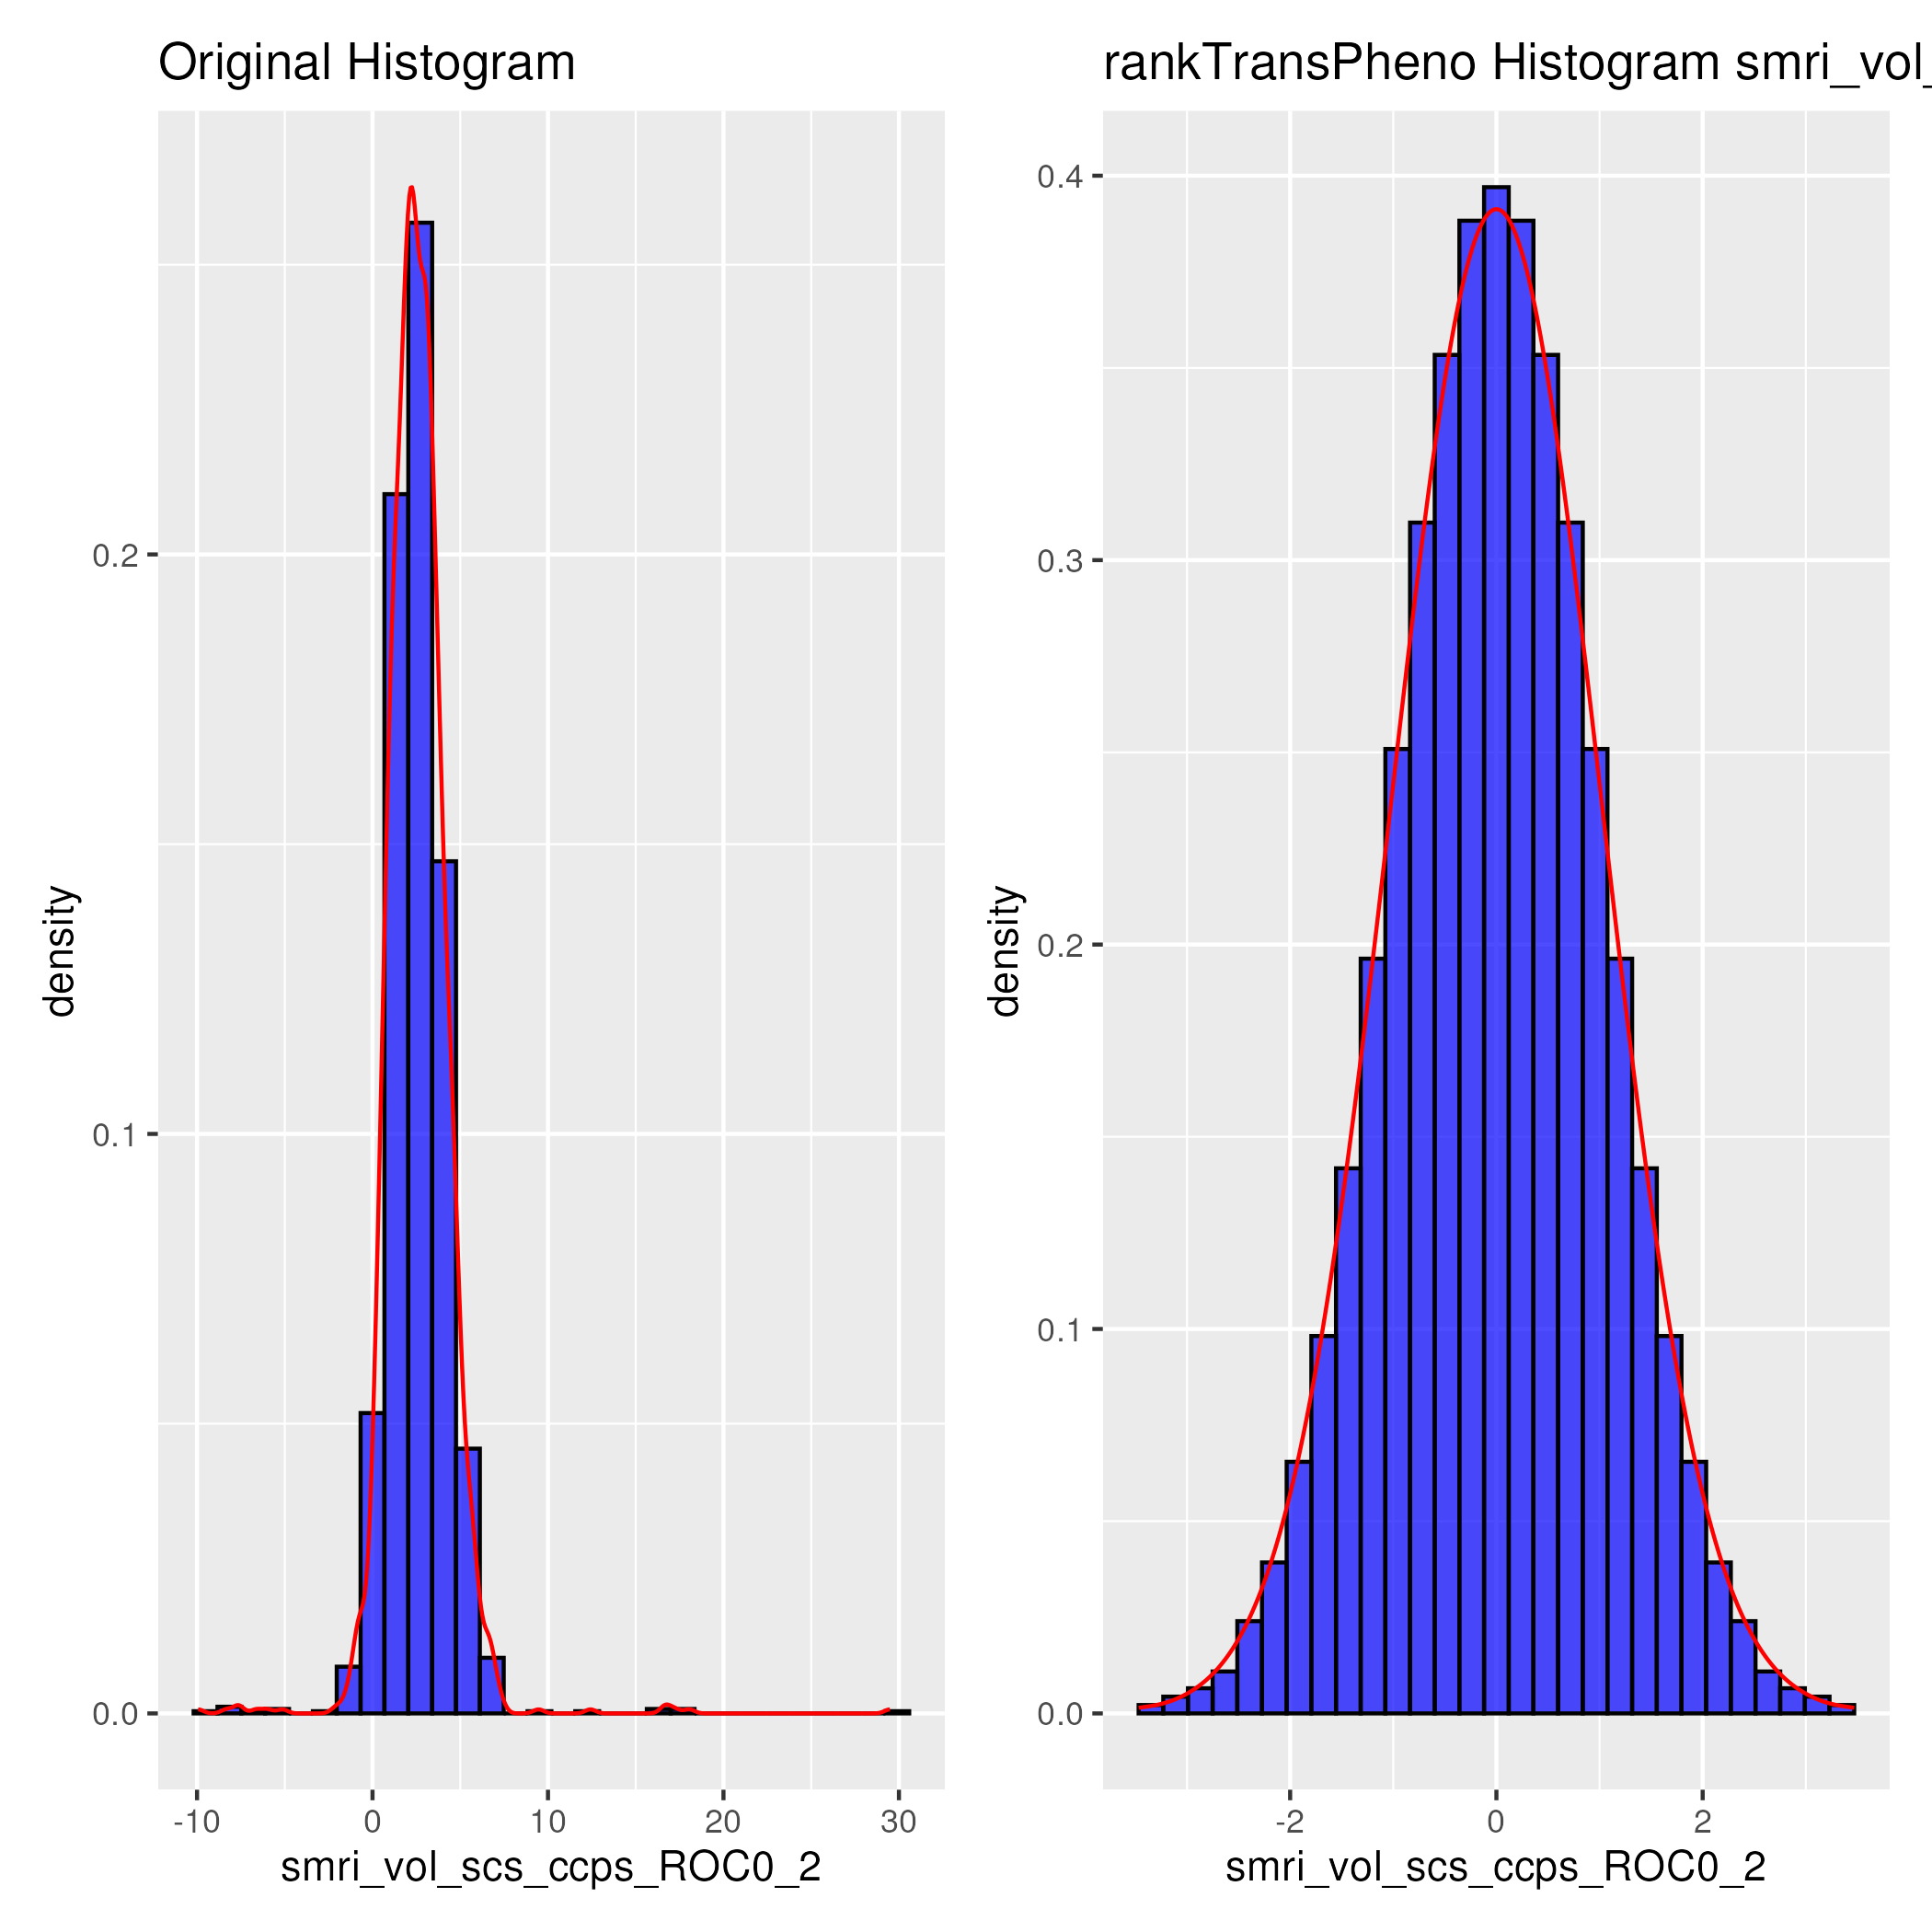 Original Histogram
density
0.2
0.1
0.0
-10 0 10 20 30
smri_vol_scs_ccps_ROC0_2
rankTransPheno Histogram smri_vol_
density
0.4
0.3
0.2
0.1
0.0
-2 0 2
smri_vol_scs_ccps_ROC0_2